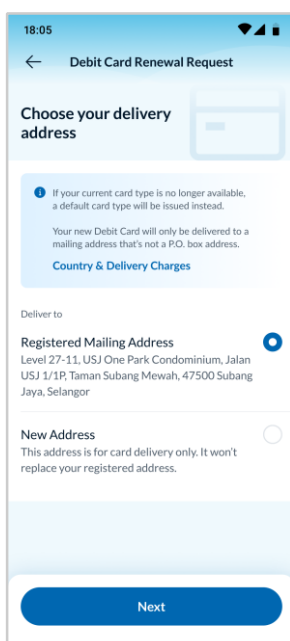 18:05
Debit Card Renewal Request
Choose your delivery
address
If your current card type is no longer available,
a default card type will be issued instead.
Your new Debit Card will only be delivered to a
mailing address that's not a P.O. box address.
Country & Delivery Charges
Deliver to
Registered Mailing Address
Level 27-11, USJ One Park Condominium, Jalan
USJ 1/1P, Taman Subang Mewah, 47500 Subang
Jaya, Selangor
New Address
This address is for card delivery only. It won't
replace your registered address.
Next